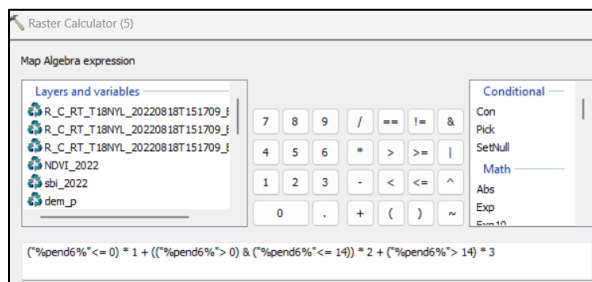 Raster Calculator (5)
Map Algebra expression
Layers and variables
R_C_RT_T18NYL_20220818T151709_E
R_C_RT_T18NYL_20220818T151709_E
R_C_RT_T18NYL_20220818T151709_E
NDVI_2022
sbi_2022
dem_p
7 8 9 / == != &
4 5 6 * > >= |
1 2 3 - < <= ^
0 . + ( ) ~
Conditional
Con
Pick
SetNull
Math
Abs
Exp
Exp10
("%pend6%"<= 0) * 1 + (("%pend6%"> 0) & ("%pend6%"<= 14)) * 2 + ("%pend6%"> 14) * 3